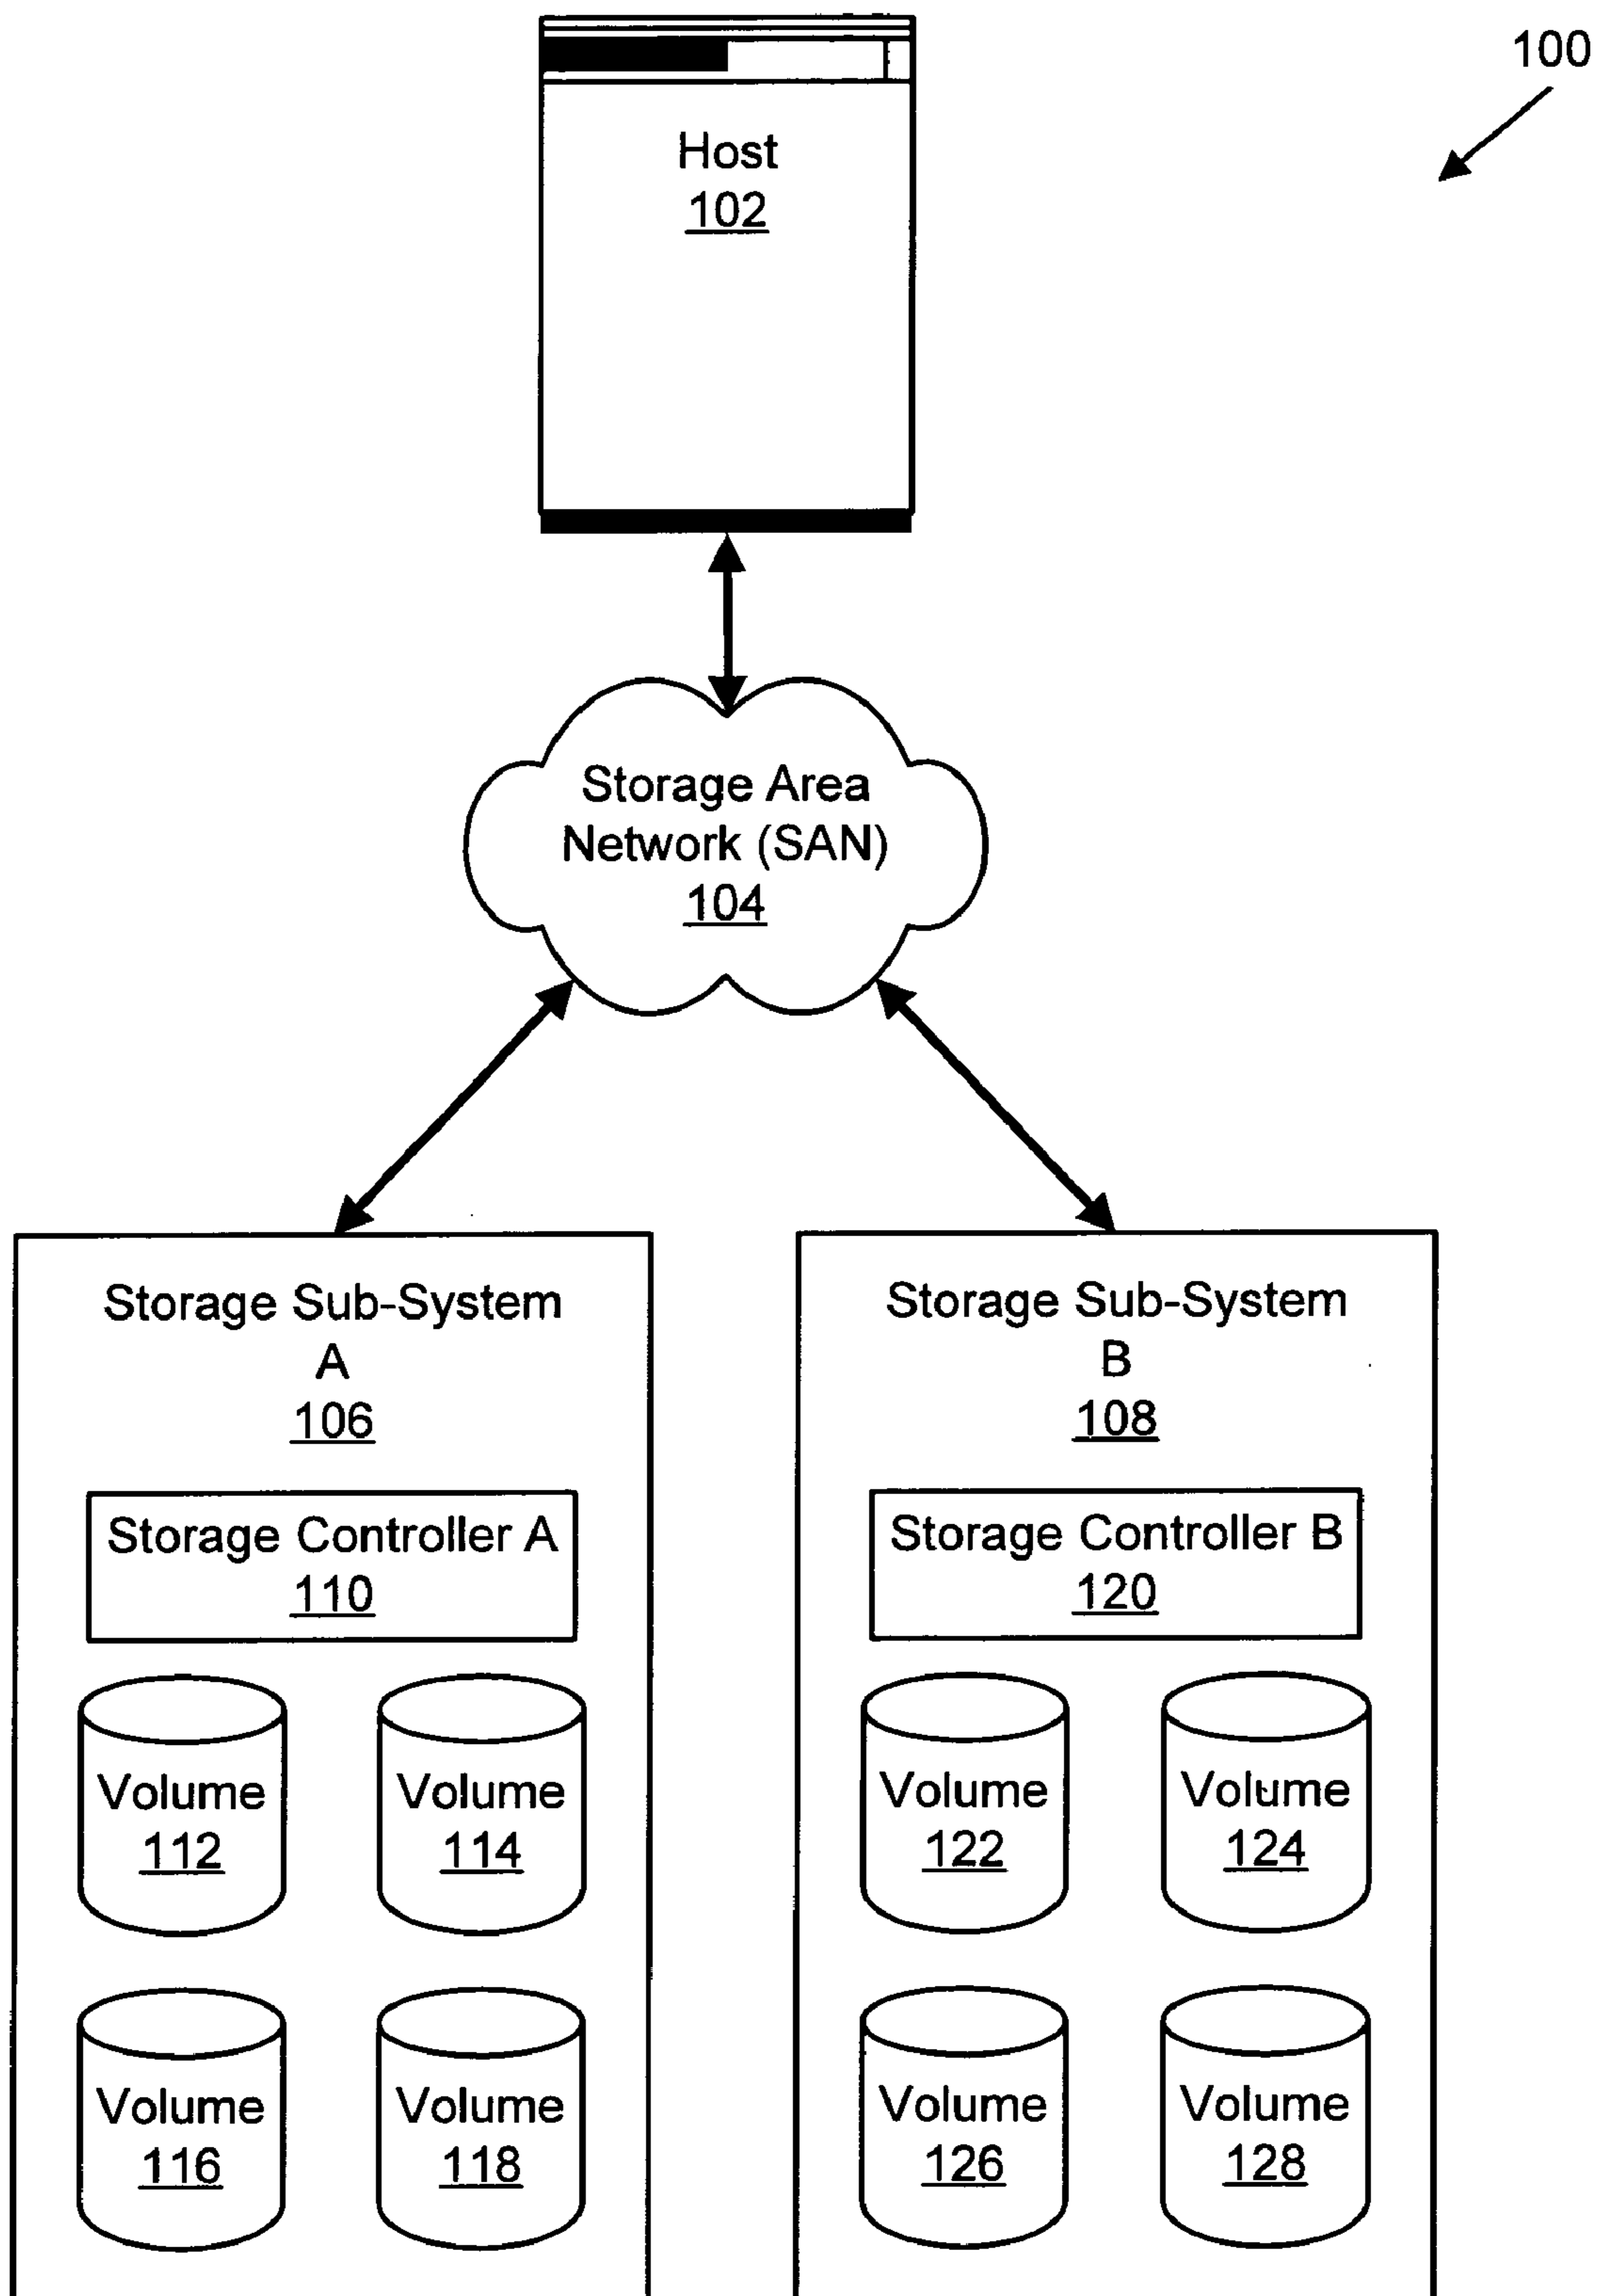 100
Host
102
Storage Area
Network (SAN)
104
Storage Sub-System
A
106
Storage Controller A
110
Volume
112
Volume
114
Volume
116
Volume
118
Storage Sub-System
B
108
Storage Controller B
120
Volume
122
Volume
124
Volume
126
Volume
128